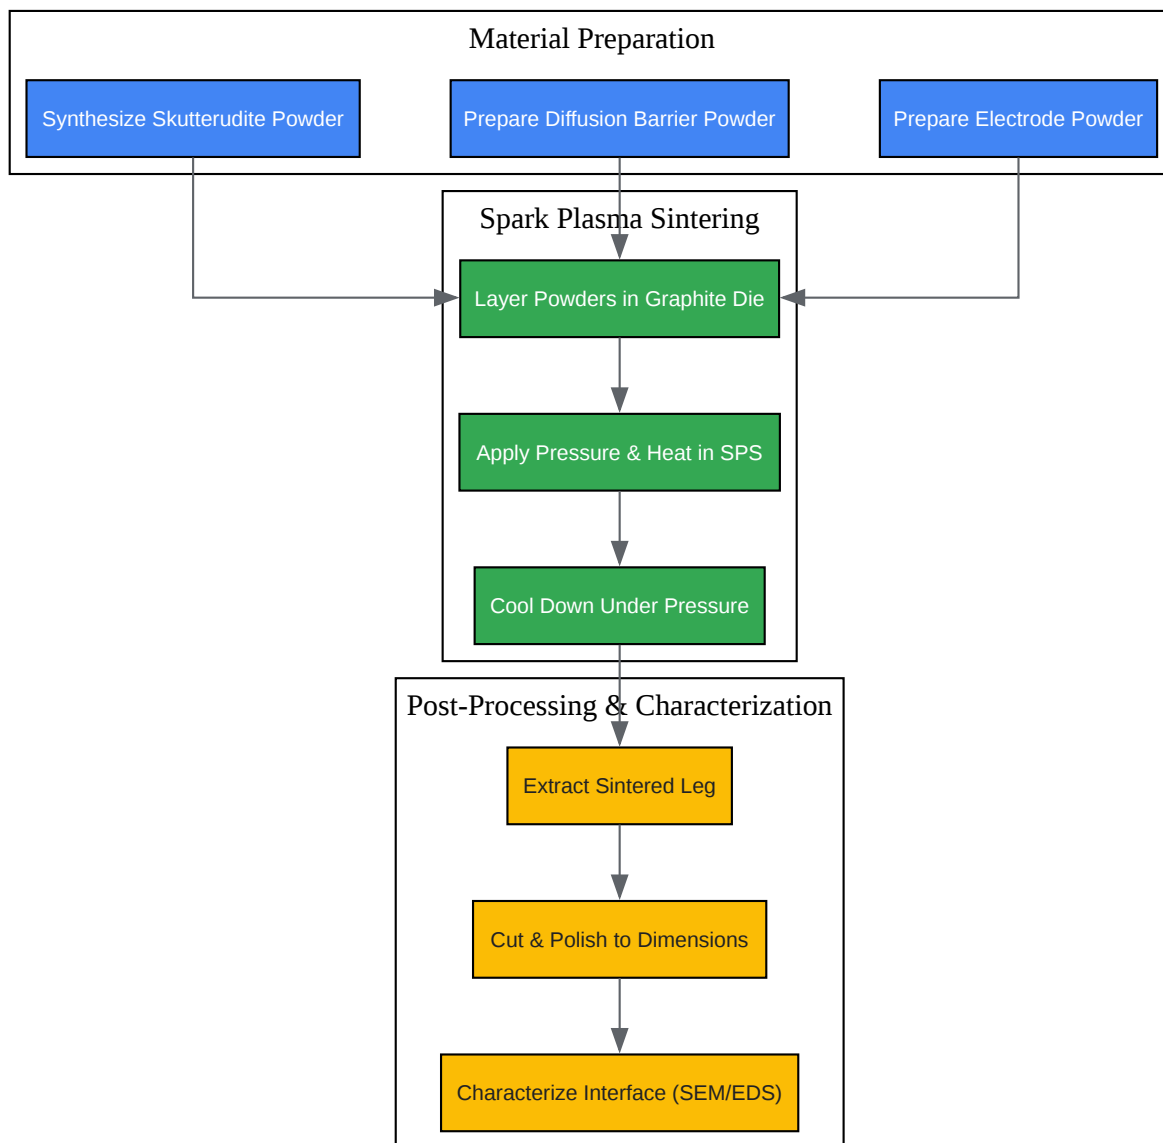 Material Preparation
Synthesize Skutterudite Powder
Prepare Diffusion Barrier Powder
Prepare Electrode Powder
Spark Plasma Sintering
Layer Powders in Graphite Die
Apply Pressure & Heat in SPS
Cool Down Under Pressure
Post-Processing & Characterization
Extract Sintered Leg
Cut & Polish to Dimensions
Characterize Interface (SEM/EDS)